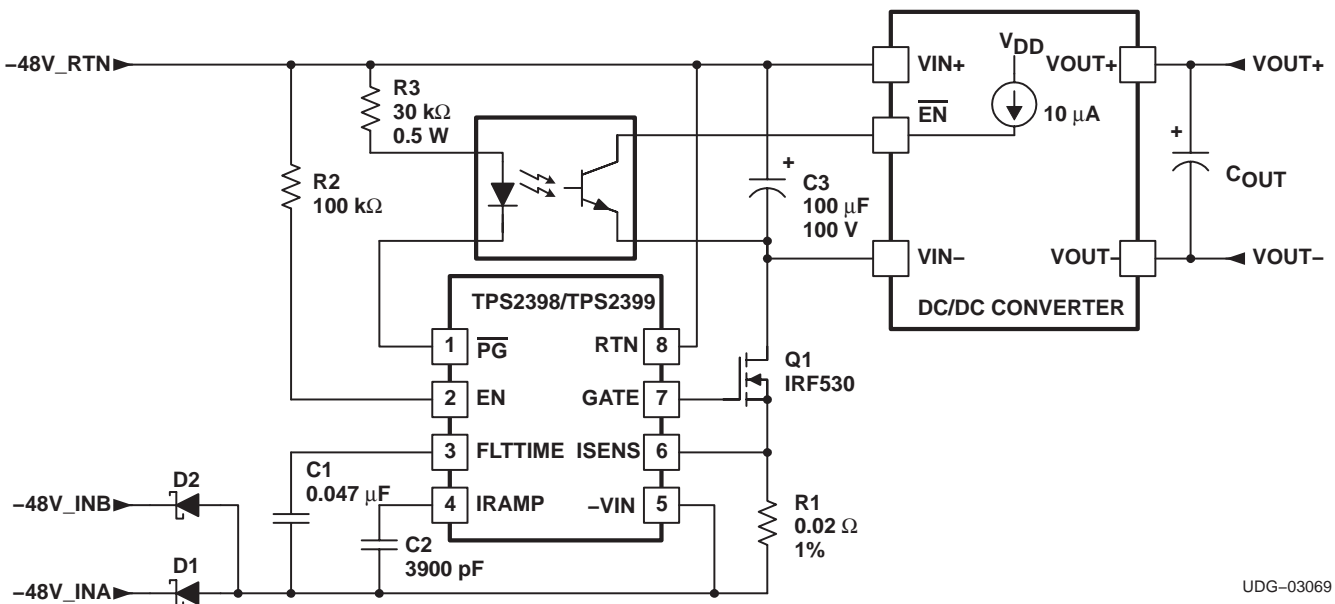 −48V_RTN
R3
30 kΩ
0.5 W
R2
100 kΩ
+
C3
100 μF
100 V
VIN+
EN
VDD
10 μA
VOUT+
VOUT+
+
COUT
VIN−
VOUT−
VOUT−
DC/DC CONVERTER
TPS2398/TPS2399
1 PG
RTN 8
2 EN
GATE 7
3 FLTTIME
ISENS 6
4 IRAMP
−VIN 5
Q1
IRF530
R1
0.02 Ω
1%
C1
0.047 μF
C2
3900 pF
D2
−48V_INB
D1
−48V_INA
UDG−03069